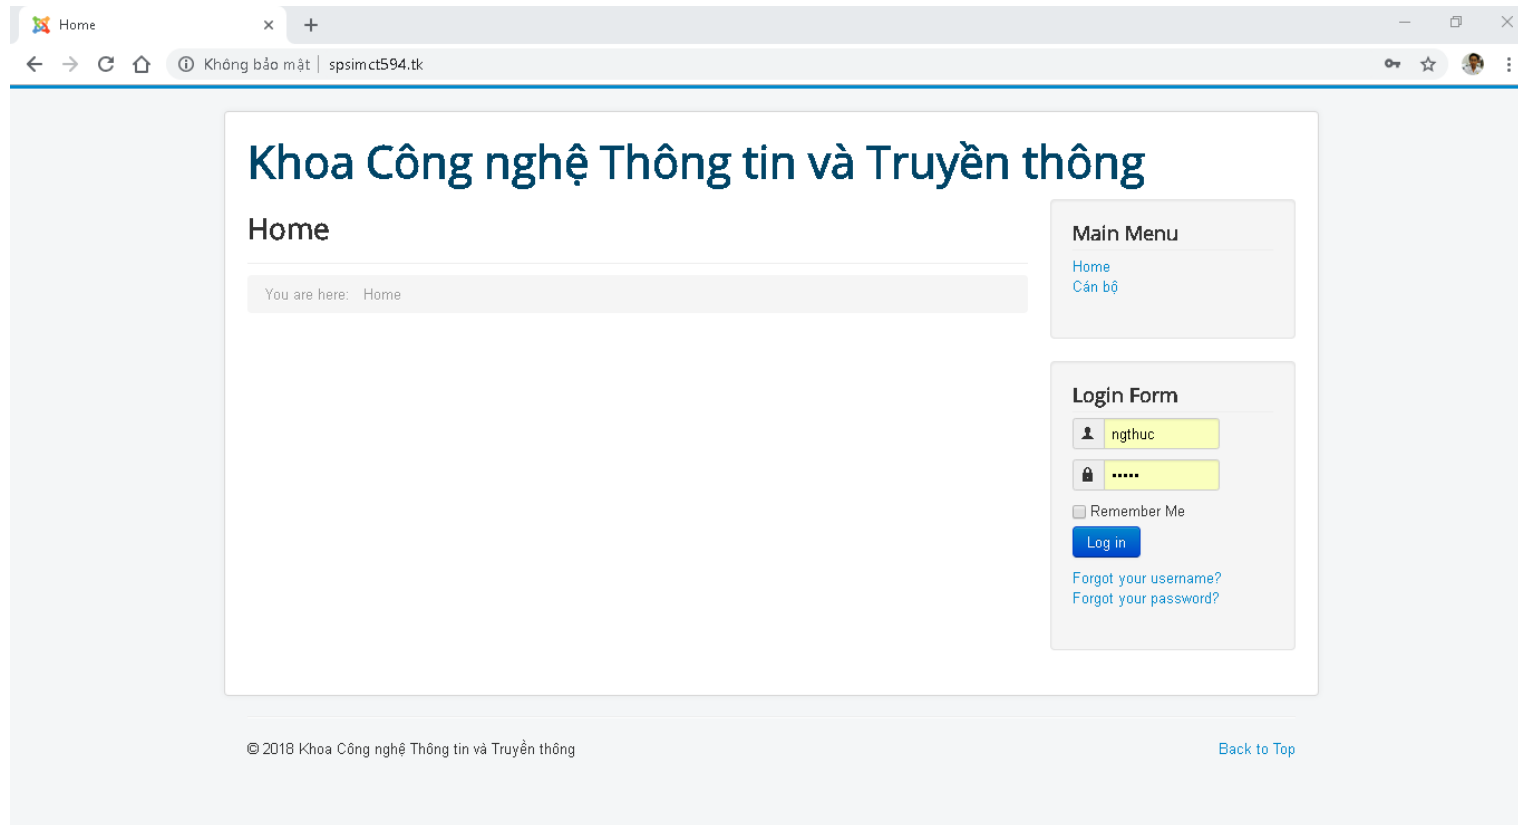 Home
Không bảo mật | spsimct594.tk
Khoa Công nghệ Thông tin và Truyền thông
Home
You are here: Home
Main Menu
Home
Cán bộ
Login Form
ngthuc
•••••
Remember Me
Log in
Forgot your username?
Forgot your password?
© 2018 Khoa Công nghệ Thông tin và Truyền thông
Back to Top